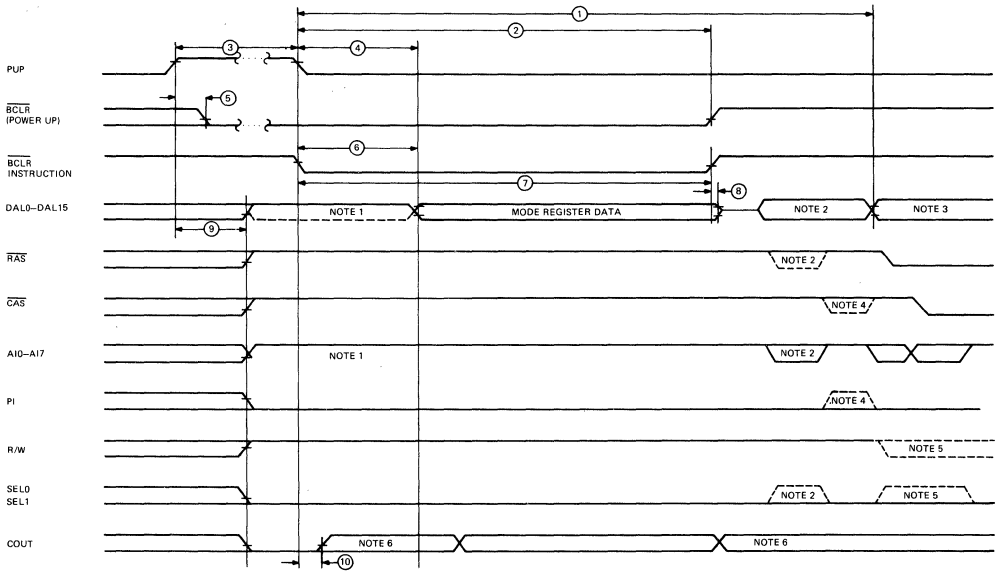 1
2
3
4
PUP
5
BCLR
(POWER UP)
6
BCLR
INSTRUCTION
7
8
DAL0–DAL15
NOTE 1
MODE REGISTER DATA
NOTE 2
NOTE 3
9
RAS
NOTE 2
CAS
NOTE 4
AI0–AI7
NOTE 1
NOTE 2
PI
NOTE 4
R/W
NOTE 5
SEL0
SEL1
NOTE 2
NOTE 5
COUT
NOTE 6
NOTE 6
10